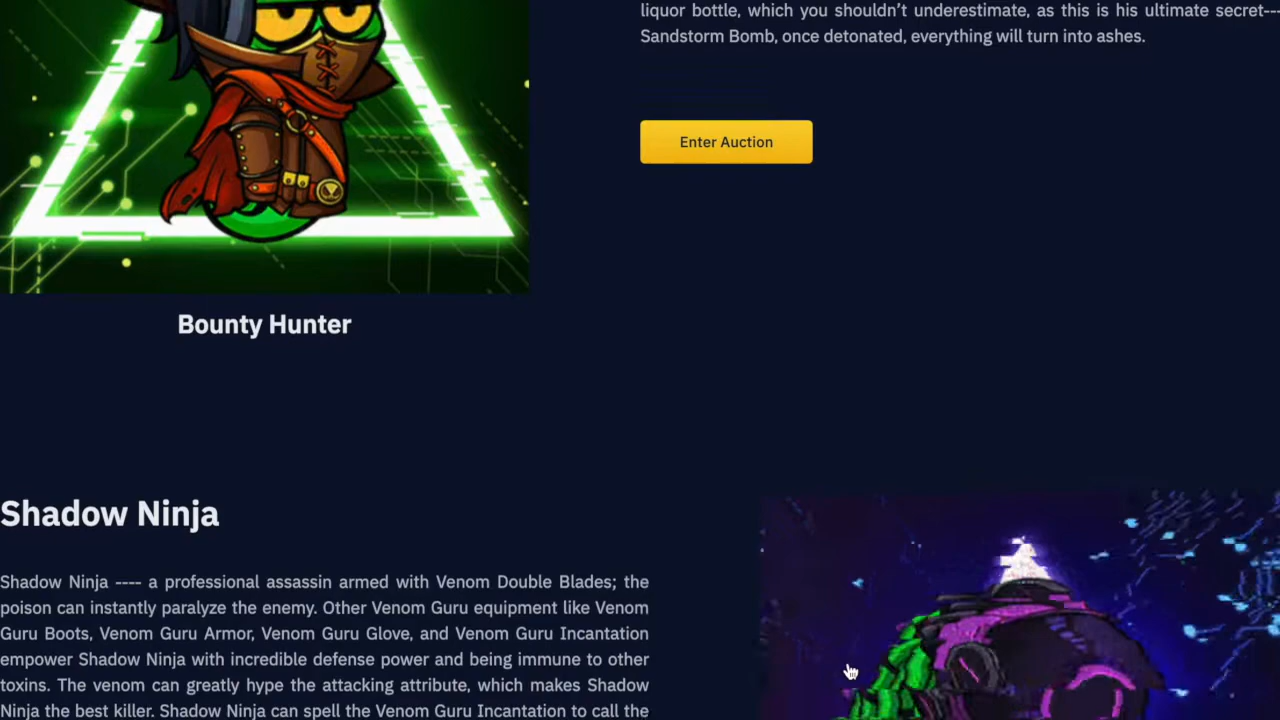 liquor bottle, which you shouldn’t underestimate, as this is his ultimate secret---
Sandstorm Bomb, once detonated, everything will turn into ashes.
Enter Auction
Bounty Hunter
Shadow Ninja
Shadow Ninja ---- a professional assassin armed with Venom Double Blades; the
poison can instantly paralyze the enemy. Other Venom Guru equipment like Venom
Guru Boots, Venom Guru Armor, Venom Guru Glove, and Venom Guru Incantation
empower Shadow Ninja with incredible defense power and being immune to other
toxins. The venom can greatly hype the attacking attribute, which makes Shadow
Ninja the best killer. Shadow Ninja can spell the Venom Guru Incantation to call the